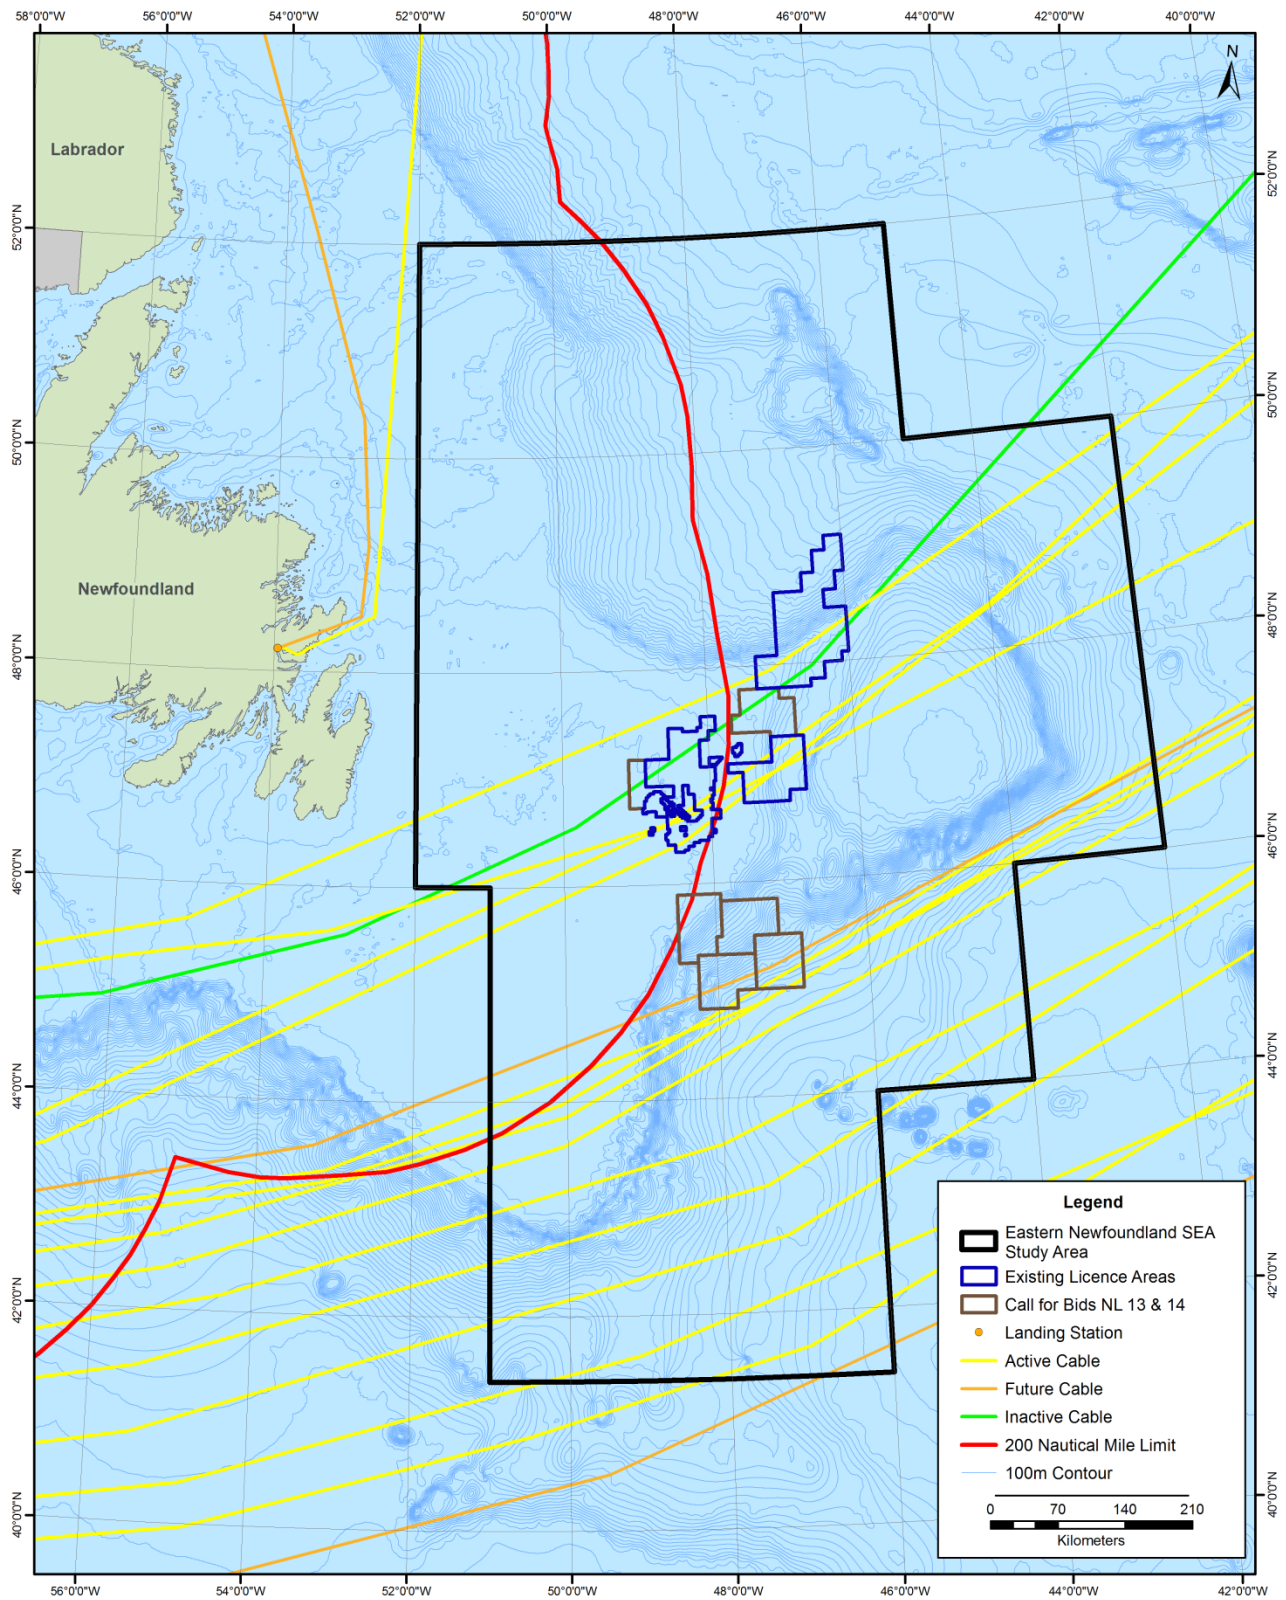 58°0'0"W
56°0'0"W
54°0'0"W
52°0'0"W
50°0'0"W
48°0'0"W
46°0'0"W
44°0'0"W
42°0'0"W
40°0'0"W
N
Labrador
Newfoundland
52°0'0"N
50°0'0"N
48°0'0"N
46°0'0"N
44°0'0"N
42°0'0"N
40°0'0"N
52°0'0"N
50°0'0"N
48°0'0"N
46°0'0"N
44°0'0"N
42°0'0"N
40°0'0"N
Legend
Eastern Newfoundland SEA
Study Area
Existing Licence Areas
Call for Bids NL 13 & 14
Landing Station
Active Cable
Future Cable
Inactive Cable
200 Nautical Mile Limit
100m Contour
0 70 140 210
Kilometers
56°0'0"W
54°0'0"W
52°0'0"W
50°0'0"W
48°0'0"W
46°0'0"W
44°0'0"W
42°0'0"W